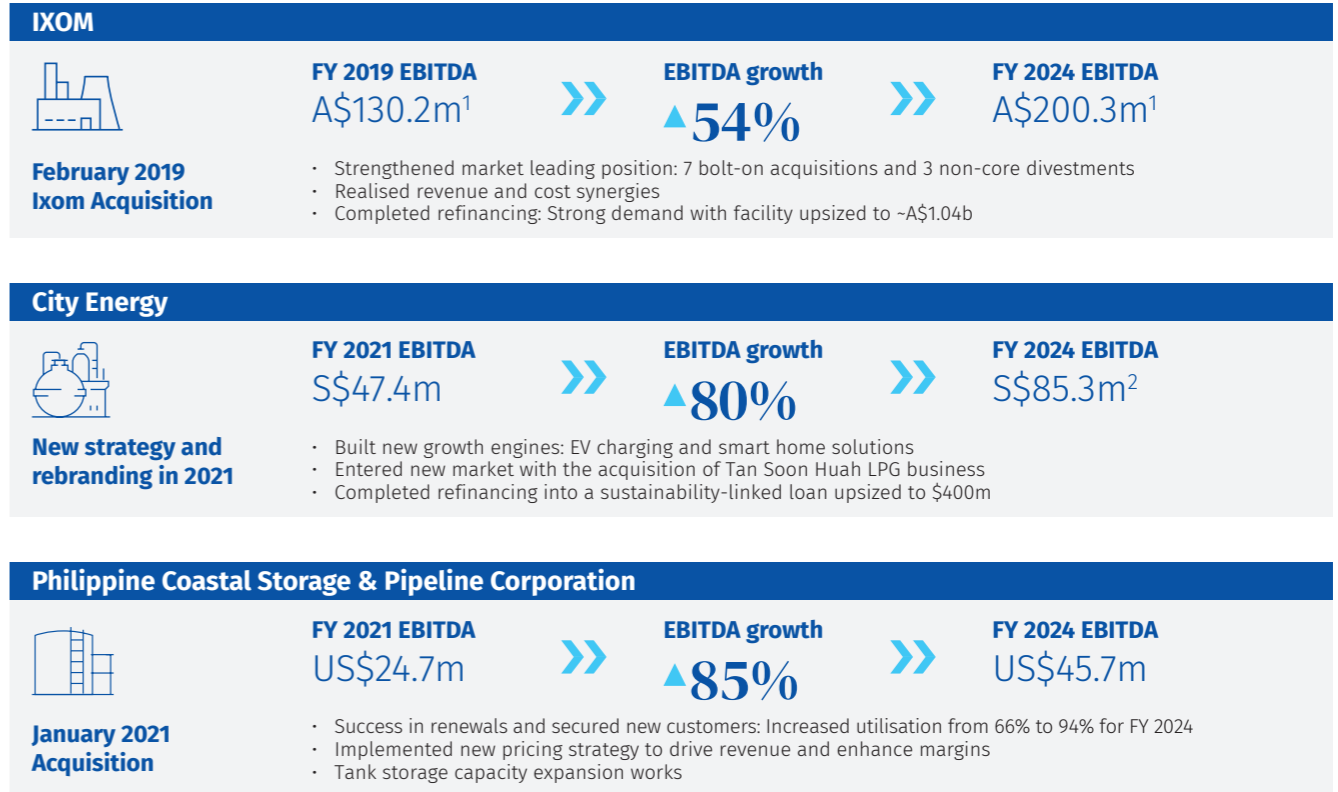 IXOM
FY 2019 EBITDA
A$130.2m¹
EBITDA growth
▲54%
FY 2024 EBITDA
A$200.3m¹
February 2019
Ixom Acquisition
· Strengthened market leading position: 7 bolt-on acquisitions and 3 non-core divestments
· Realised revenue and cost synergies
· Completed refinancing: Strong demand with facility upsized to ~A$1.04b
City Energy
FY 2021 EBITDA
S$47.4m
EBITDA growth
▲80%
FY 2024 EBITDA
S$85.3m²
New strategy and
rebranding in 2021
· Built new growth engines: EV charging and smart home solutions
· Entered new market with the acquisition of Tan Soon Huah LPG business
· Completed refinancing into a sustainability-linked loan upsized to $400m
Philippine Coastal Storage & Pipeline Corporation
FY 2021 EBITDA
US$24.7m
EBITDA growth
▲85%
FY 2024 EBITDA
US$45.7m
January 2021
Acquisition
· Success in renewals and secured new customers: Increased utilisation from 66% to 94% for FY 2024
· Implemented new pricing strategy to drive revenue and enhance margins
· Tank storage capacity expansion works